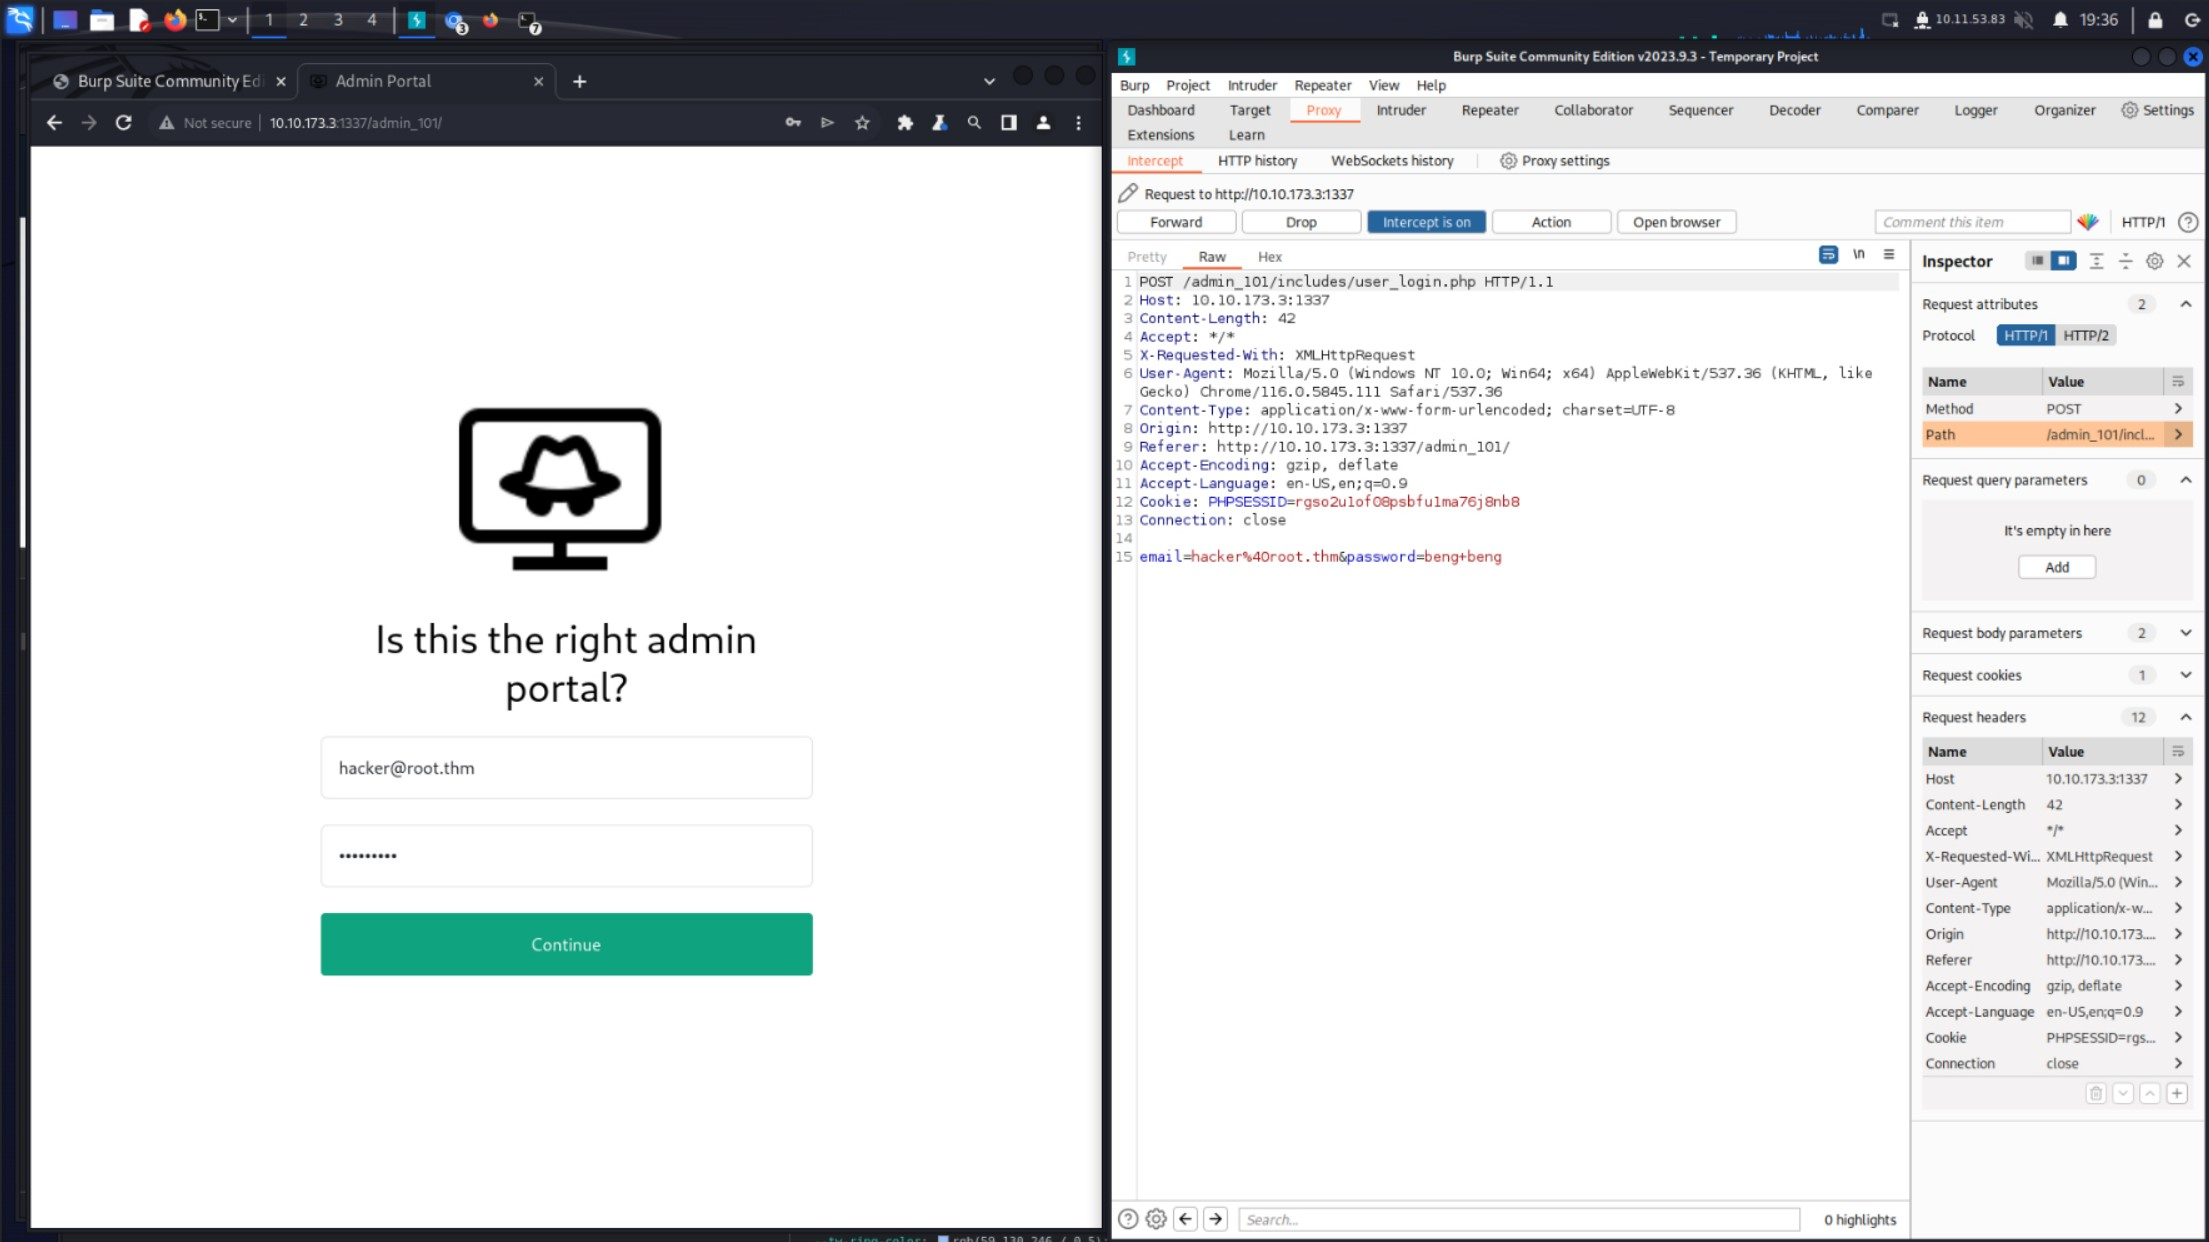 1 2 3 4 3 7 10.11.53.83 19:36
Burp Suite Community Edi Admin Portal
Not secure 10.10.173.3:1337/admin_101/
Is this the right admin
portal?
hacker@root.thm
•••••••••
Continue
Burp Suite Community Edition v2023.9.3 - Temporary Project
Burp Project Intruder Repeater View Help
Dashboard Target Proxy Intruder Repeater Collaborator Sequencer Decoder Comparer Logger Organizer Settings
Extensions Learn
Intercept HTTP history WebSockets history Proxy settings
Request to http://10.10.173.3:1337
Forward Drop Intercept is on Action Open browser Comment this item HTTP/1
Pretty Raw Hex \n
1 POST /admin_101/includes/user_login.php HTTP/1.1
2 Host: 10.10.173.3:1337
3 Content-Length: 42
4 Accept: */*
5 X-Requested-With: XMLHttpRequest
6 User-Agent: Mozilla/5.0 (Windows NT 10.0; Win64; x64) AppleWebKit/537.36 (KHTML, like
Gecko) Chrome/116.0.5845.111 Safari/537.36
7 Content-Type: application/x-www-form-urlencoded; charset=UTF-8
8 Origin: http://10.10.173.3:1337
9 Referer: http://10.10.173.3:1337/admin_101/
10 Accept-Encoding: gzip, deflate
11 Accept-Language: en-US,en;q=0.9
12 Cookie: PHPSESSID=rgso2u1of08psbfu1ma76j8nb8
13 Connection: close
14
15 email=hacker%40root.thm&password=beng+beng
Inspector
Request attributes 2
Protocol HTTP/1 HTTP/2
Name Value
Method POST
Path /admin_101/incl...
Request query parameters 0
It's empty in here
Add
Request body parameters 2
Request cookies 1
Request headers 12
Name Value
Host 10.10.173.3:1337
Content-Length 42
Accept */*
X-Requested-Wi... XMLHttpRequest
User-Agent Mozilla/5.0 (Win...
Content-Type application/x-w...
Origin http://10.10.173....
Referer http://10.10.173....
Accept-Encoding gzip, deflate
Accept-Language en-US,en;q=0.9
Cookie PHPSESSID=rgs...
Connection close
Search... 0 highlights